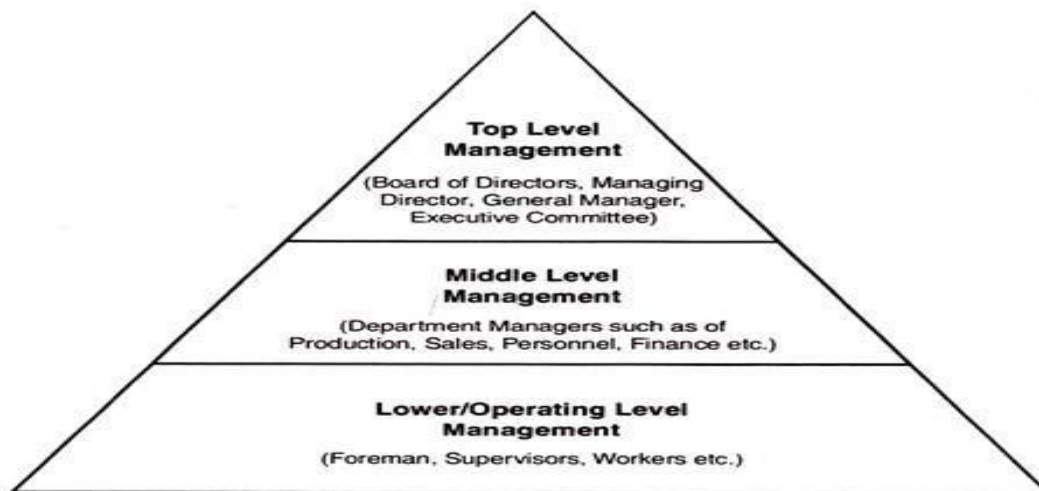 Top Level
Management
(Board of Directors, Managing
Director, General Manager,
Executive Committee)
Middle Level
Management
(Department Managers such as of
Production, Sales, Personnel, Finance etc.)
Lower/Operating Level
Management
(Foreman, Supervisors, Workers etc.)